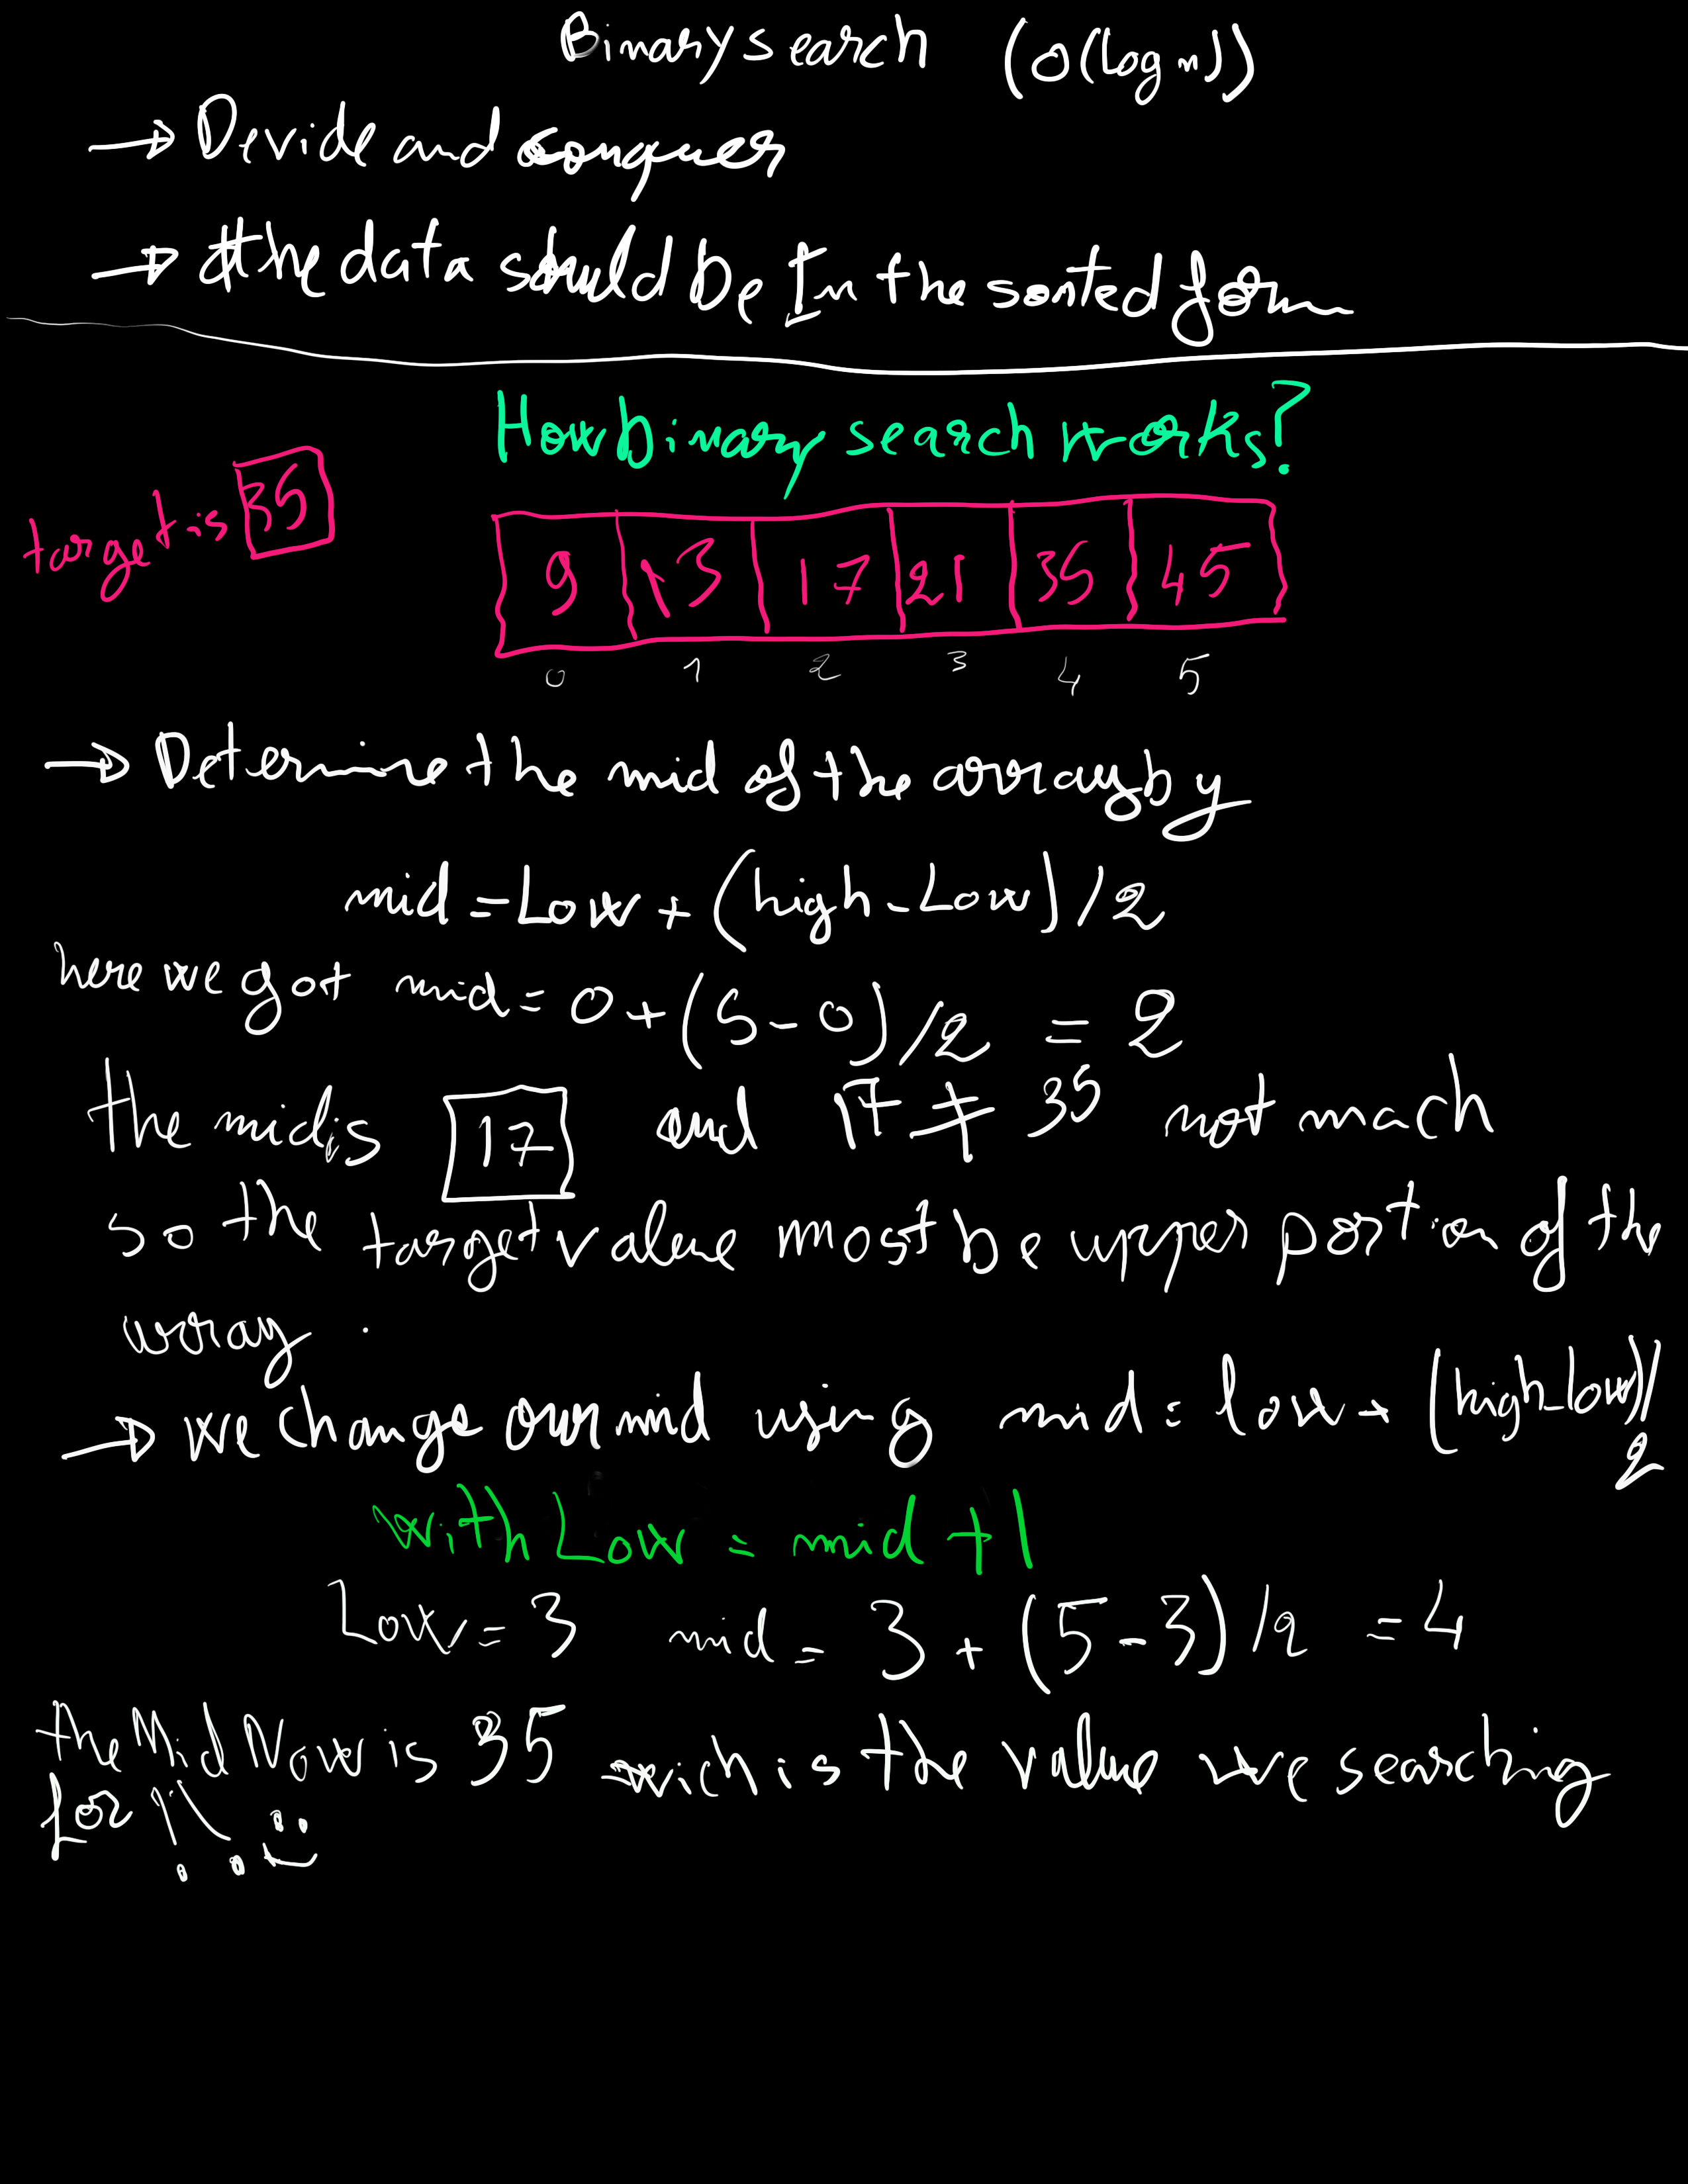 Binary search (O(log n))
→ Devide and conquer
→ the data should be In the sorted form
How binary search works?
target is 35
9 13 17 21 35 45
0 1 2 3 4 5
→ Determine the mid of the array by
mid = Low + (high - Low) / 2
here we got mid = 0 + (5 - 0) / 2 = 2
the mid is 17 and 17 ≠ 35 not mach
so the target value most be upper portion of the
array.
→ we change our mid using mid = low + (high - low) / 2
with Low = mid + 1
Low = 3 mid = 3 + (5 - 3) / 2 = 4
the Mid Now is 35 wich is the value we searching
for !!